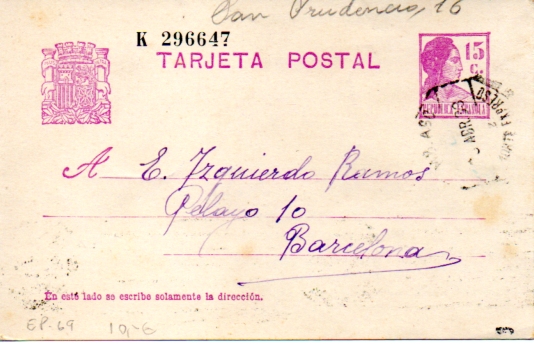 San Prudencio, 16
K 296647
TARJETA POSTAL
15
REPUBLICA ESPAÑOLA
A E. Izquierdo Ramos
Pelayo 10
Barcelona
En este lado se escribe solamente la dirección.
EP-69 10,-€